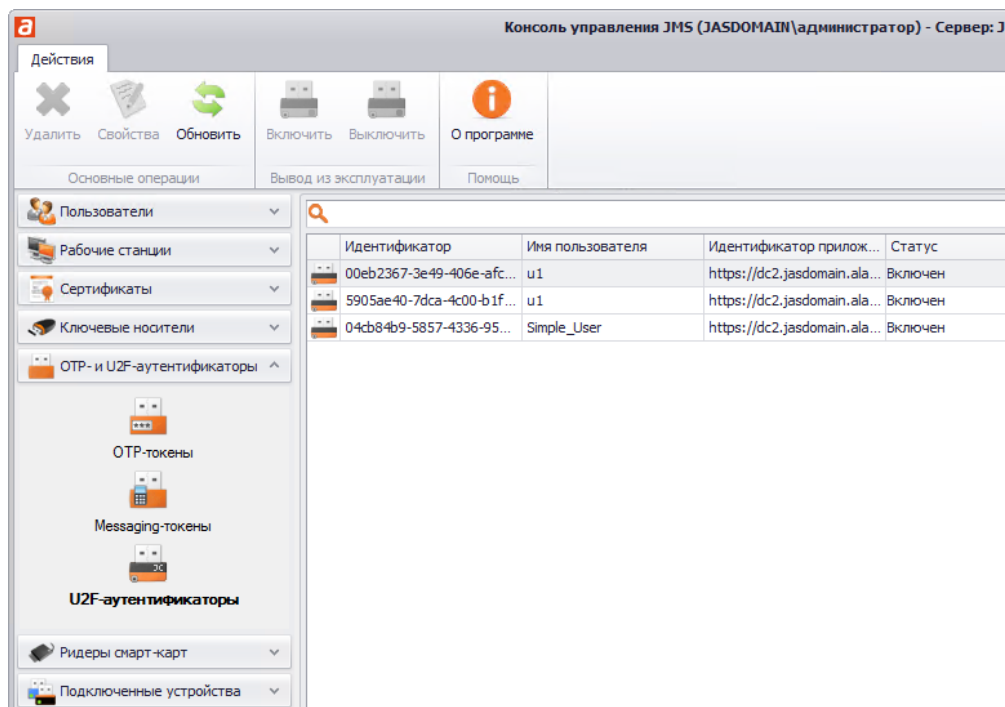 Консоль управления JMS (JASDOMAIN\администратор) - Сервер: J
Действия
Удалить Свойства Обновить Включить Выключить О программе
Основные операции Вывод из эксплуатации Помощь
Пользователи
Рабочие станции
Сертификаты
Ключевые носители
OTP- и U2F-аутентификаторы
OTP-токены
Messaging-токены
U2F-аутентификаторы
Ридеры смарт-карт
Подключенные устройства
Идентификатор Имя пользователя Идентификатор прилож... Статус
00eb2367-3e49-406e-afc... u1 https://dc2.jasdomain.ala... Включен
5905ae40-7dca-4c00-b1f... u1 https://dc2.jasdomain.ala... Включен
04cb84b9-5857-4336-95... Simple_User https://dc2.jasdomain.ala... Включен